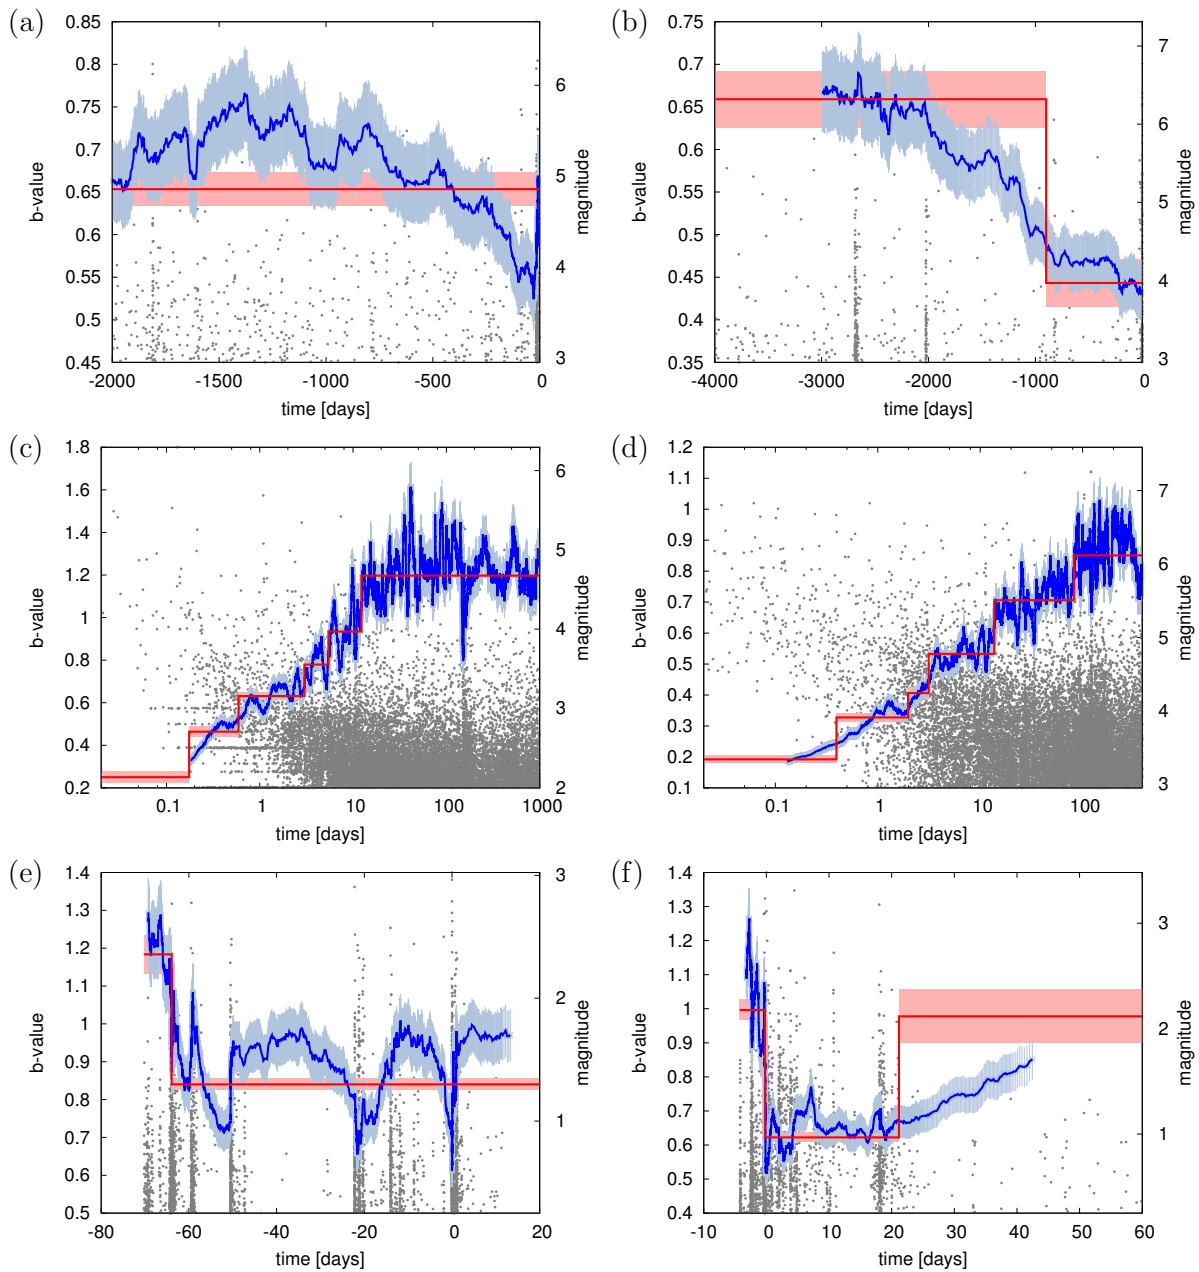 (a)
0.85
0.8
0.75
0.7
0.65
0.6
0.55
0.5
0.45
b-value
6
5
4
3
magnitude
-2000 -1500 -1000 -500 0
time [days]
(b)
0.75
0.7
0.65
0.6
0.55
0.5
0.45
0.4
0.35
b-value
7
6
5
4
3
magnitude
-4000 -3000 -2000 -1000 0
time [days]
(c)
1.8
1.6
1.4
1.2
1
0.8
0.6
0.4
0.2
b-value
6
5
4
3
2
magnitude
0.1 1 10 100 1000
time [days]
(d)
1.2
1.1
1
0.9
0.8
0.7
0.6
0.5
0.4
0.3
0.2
0.1
b-value
7
6
5
4
3
magnitude
0.1 1 10 100
time [days]
(e)
1.4
1.3
1.2
1.1
1
0.9
0.8
0.7
0.6
0.5
b-value
3
2
1
magnitude
-80 -60 -40 -20 0 20
time [days]
(f)
1.4
1.3
1.2
1.1
1
0.9
0.8
0.7
0.6
0.5
0.4
b-value
3
2
1
magnitude
-10 0 10 20 30 40 50 60
time [days]